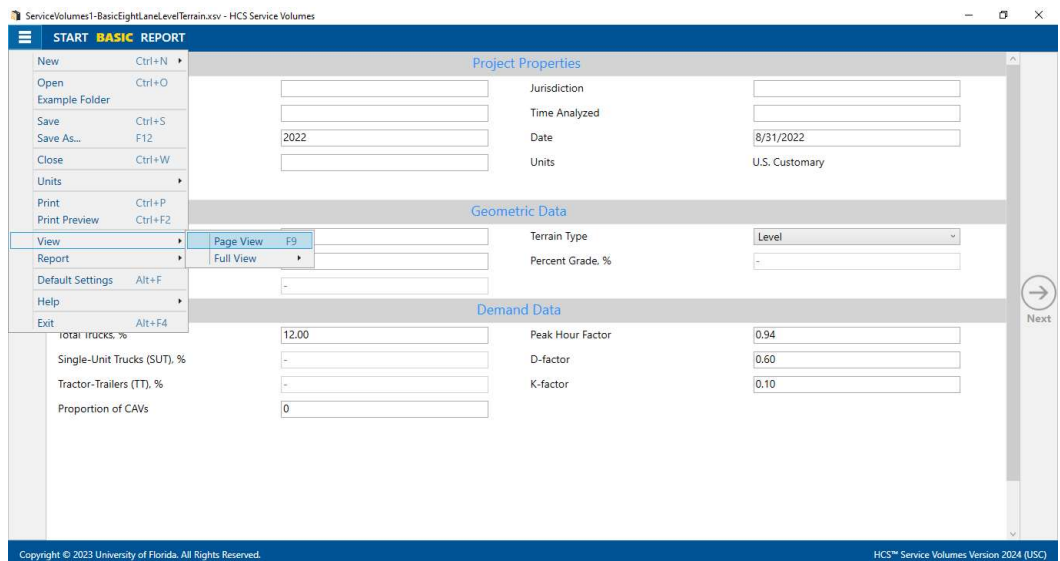 ServiceVolumes1-BasicEightLaneLevelTerrain.xsv - HCS Service Volumes
START BASIC REPORT
New Ctrl+N
Open Ctrl+O
Example Folder
Save Ctrl+S
Save As... F12
Close Ctrl+W
Units
Print Ctrl+P
Print Preview Ctrl+F2
View
Report
Default Settings Alt+F
Help
Exit Alt+F4
Page View F9
Full View
Project Properties
Jurisdiction
Time Analyzed
2022 Date 8/31/2022
Units U.S. Customary
Geometric Data
Terrain Type Level
Percent Grade, % -
-
Demand Data
Total Trucks, % 12.00 Peak Hour Factor 0.94
Single-Unit Trucks (SUT), % - D-factor 0.60
Tractor-Trailers (TT), % - K-factor 0.10
Proportion of CAVs 0
Next
Copyright © 2023 University of Florida. All Rights Reserved. HCS™ Service Volumes Version 2024 (USC)